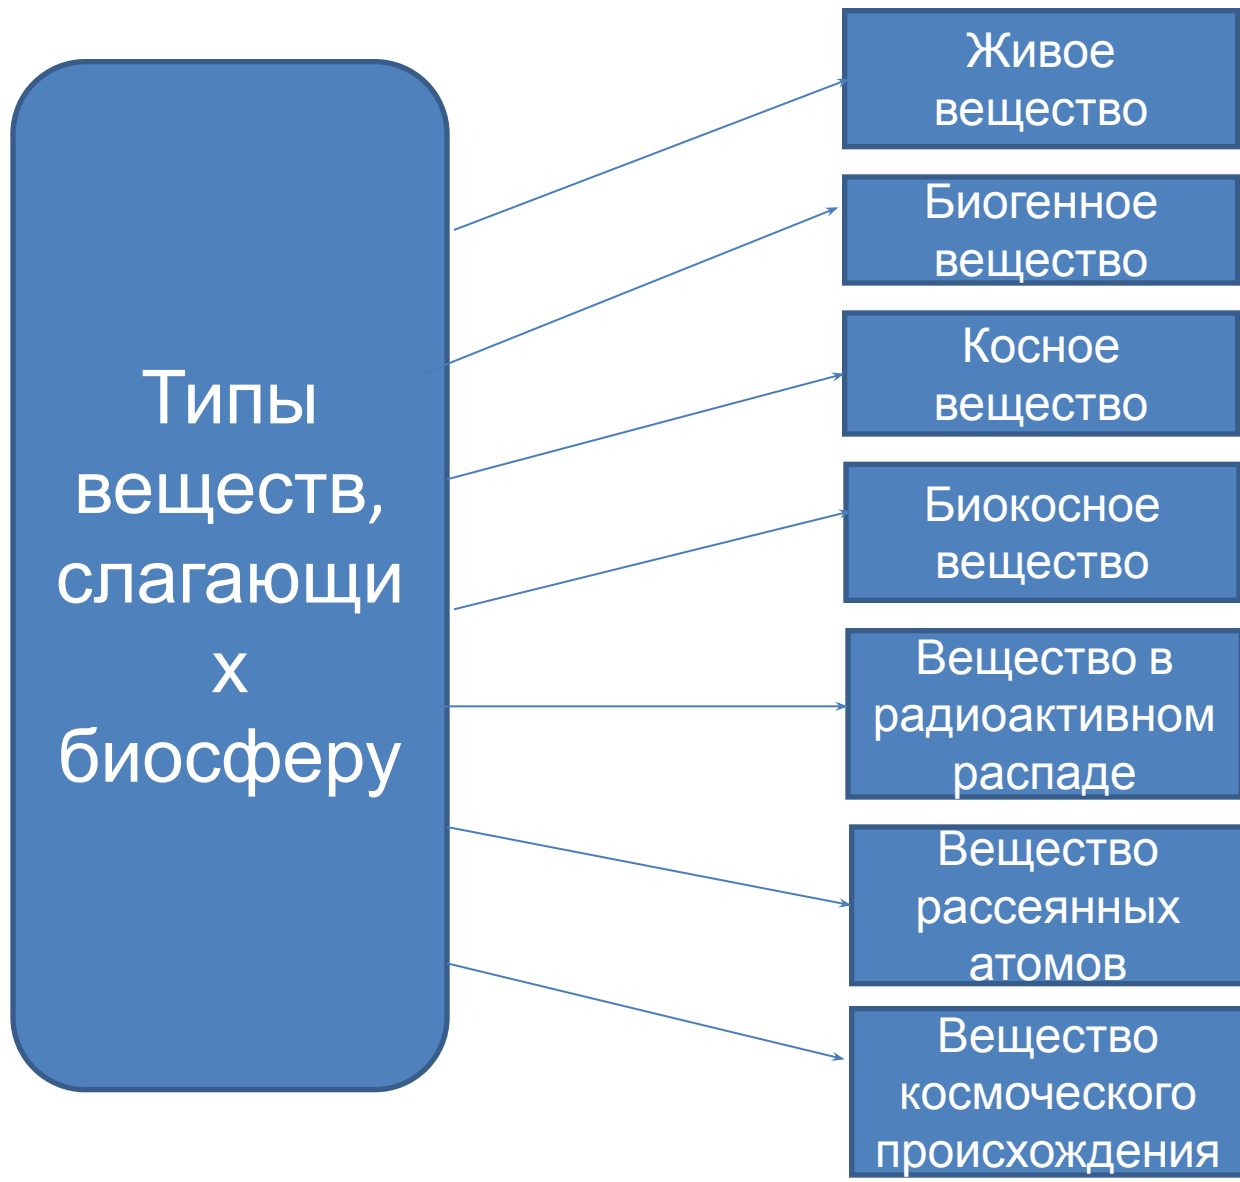 Типы
веществ,
слагающи
х
биосферу
Живое
вещество
Биогенное
вещество
Косное
вещество
Биокосное
вещество
Вещество в
радиоактивном
распаде
Вещество
рассеянных
атомов
Вещество
космоческого
происхождения